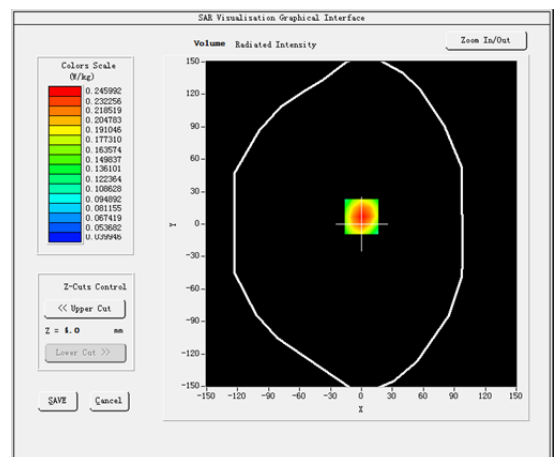 SAR Visualisation Graphical Interface
Volume Radiated Intensity
Zoom In/Out
Colors Scale
(W/kg)
0.245992
0.232256
0.218519
0.204783
0.191046
0.177310
0.163574
0.149837
0.136101
0.122364
0.108628
0.094892
0.081155
0.067419
0.053682
0.039946
Z-Cuts Control
<< Upper Cut
Z = 4.0 mm
Lower Cut >>
SAVE
Cancel
150
120
90
60
30
0
-30
-60
-90
-120
-150
Y
-150 -120 -90 -60 -30 0 30 60 90 120 150
X